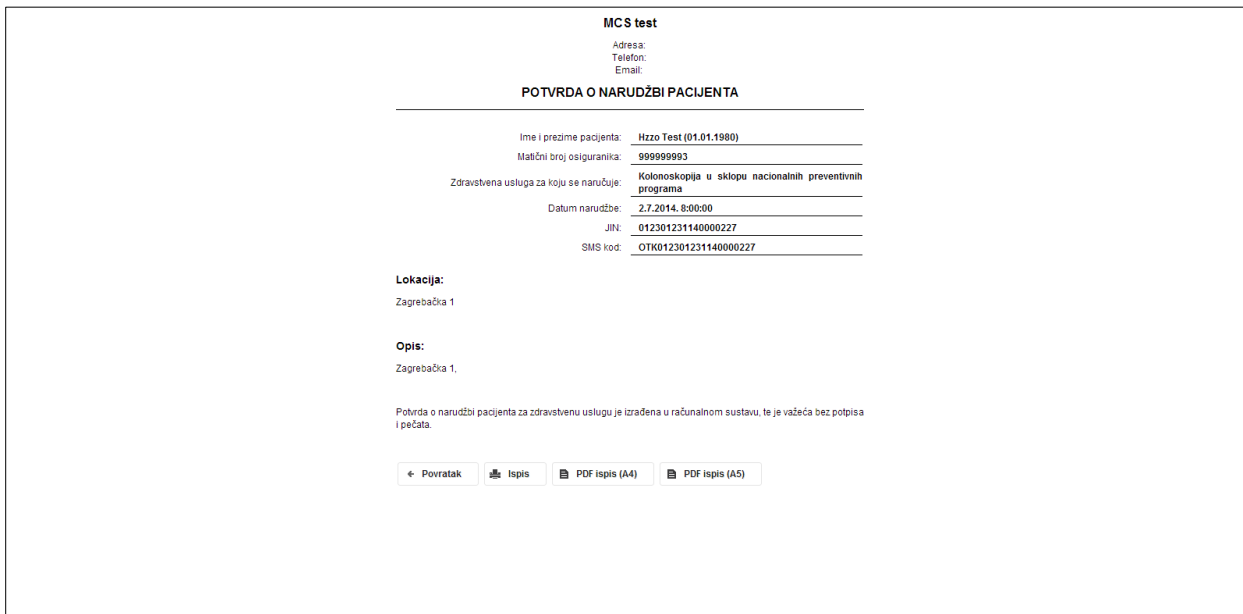 MCS test
Adresa:
Telefon:
Email:
POTVRDA O NARUDŽBI PACIJENTA
Ime i prezime pacijenta: Hzzo Test (01.01.1980)
Matični broj osiguranika: 999999993
Zdravstvena usluga za koju se naručuje: Kolonoskopija u sklopu nacionalnih preventivnih
programa
Datum narudžbe: 2.7.2014. 8:00:00
JIN: 012301231140000227
SMS kod: OTK012301231140000227
Lokacija:
Zagrebačka 1
Opis:
Zagrebačka 1,
Potvrda o narudžbi pacijenta za zdravstvenu uslugu je izrađena u računalnom sustavu, te je važeća bez potpisa
i pečata.
Povratak Ispis PDF ispis (A4) PDF ispis (A5)